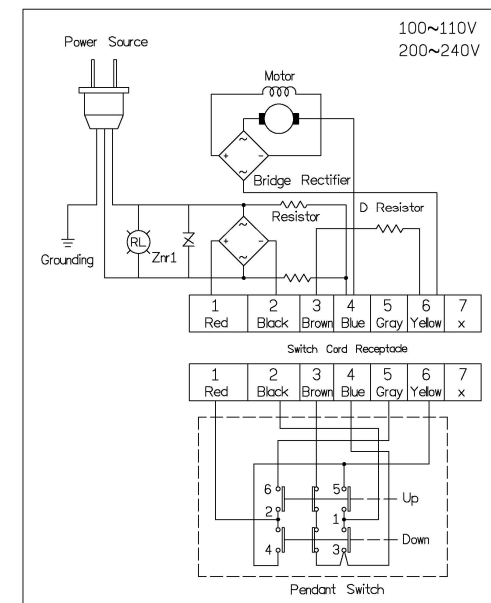 100~110V
200~240V
Power Source
Motor
Bridge Rectifier
D Resistor
Resistor
RL
Znr1
Grounding
+ ~ - ~
+ ~ - ~
1 2 3 4 5 6 7
Red Black Brown Blue Gray Yellow x
Switch Cord Receptade
1 2 3 4 5 6 7
Red Black Brown Blue Gray Yellow x
6 5
Up
2 1
4 3
Down
Pendant Switch